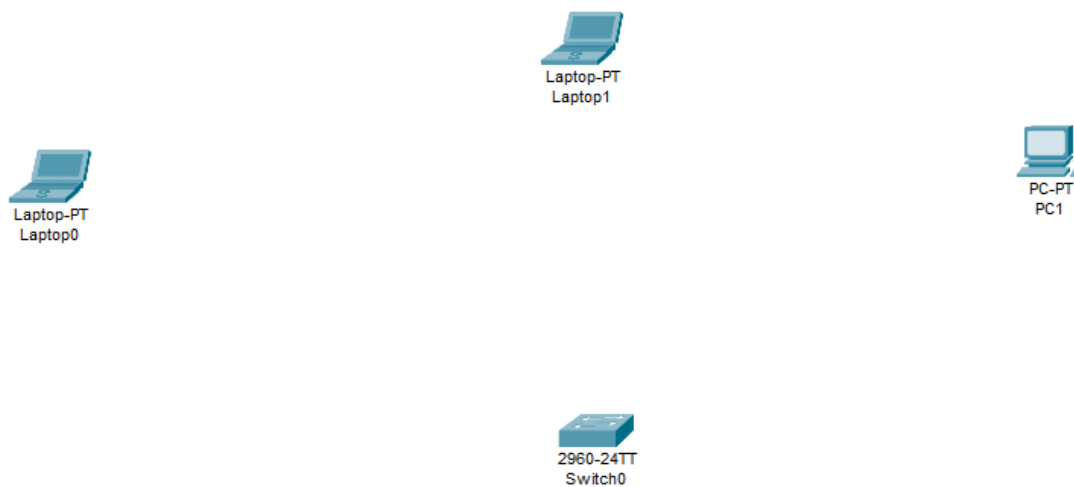 Laptop-PT
Laptop1
Laptop-PT
Laptop0
PC-PT
PC1
2960-24TT
Switch0